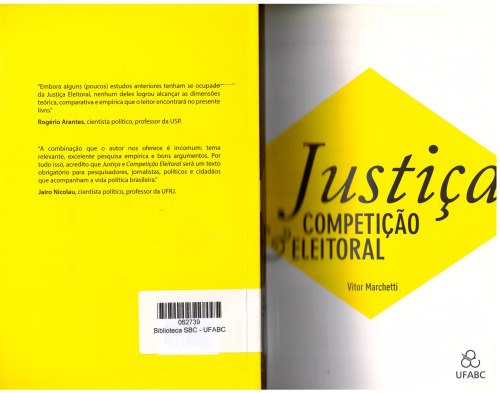 "Embora alguns (poucos) estudos anteriores tenham se ocupado
da Justiça Eleitoral, nenhum deles logrou alcançar as dimensões
teórica, comparativa e empírica que o leitor encontrará no presente
livro."
Rogério Arantes, cientista político, professor da USP.
"A combinação que o autor nos oferece é incomum: tema
relevante, excelente pesquisa empírica e bons argumentos. Por
tudo isso, acredito que Justiça e Competição Eleitoral será um texto
obrigatório para pesquisadores, jornalistas, políticos e cidadãos
que acompanham a vida política brasileira."
Jairo Nicolau, cientista político, professor da UFRJ.
062739
Biblioteca SBC - UFABC
Justiça
COMPETIÇÃO
ELEITORAL
Vitor Marchetti
UFABC